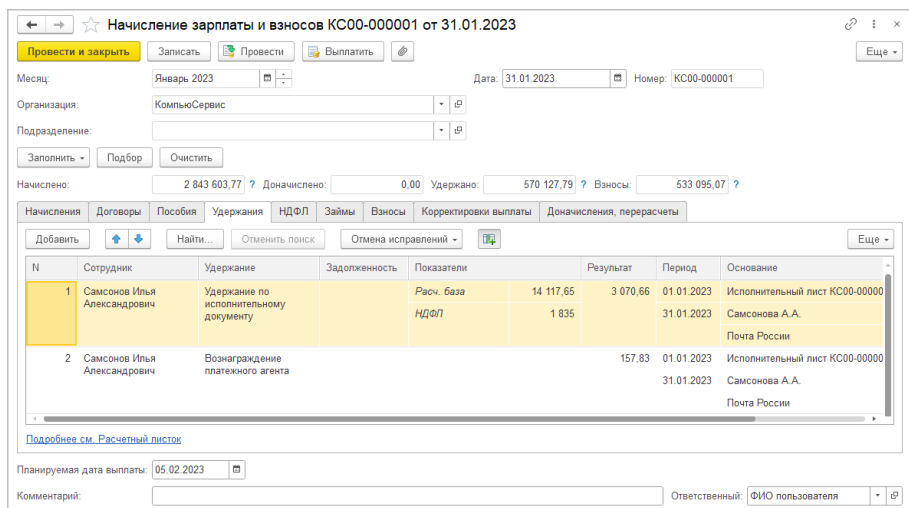 Начисление зарплаты и взносов КС00-000001 от 31.01.2023
Провести и закрыть Записать Провести Выплатить Еще
Месяц: Январь 2023 Дата: 31.01.2023 Номер: КС00-000001
Организация: КомпьюСервис
Подразделение:
Заполнить Подбор Очистить
Начислено: 2 843 603,77 ? Доначислено: 0,00 Удержано: 570 127,79 ? Взносы: 533 095,07 ?
Начисления Договоры Пособия Удержания НДФЛ Займы Взносы Корректировки выплаты Доначисления, перерасчеты
Добавить Найти... Отменить поиск Отмена исправлений Еще
N Сотрудник Удержание Задолженность Показатели Результат Период Основание
1 Самсонов Илья Удержание по Расч. база 14 117,65 3 070,66 01.01.2023 Исполнительный лист КС00-00000
Александрович исполнительному НДФЛ 1 835 31.01.2023 Самсонова А.А.
документу
Почта России
2 Самсонов Илья Вознаграждение 157,83 01.01.2023 Исполнительный лист КС00-00000
Александрович платежного агента
31.01.2023 Самсонова А.А.
Почта России
Подробнее см. Расчетный листок
Планируемая дата выплаты: 05.02.2023
Комментарий: Ответственный: ФИО пользователя